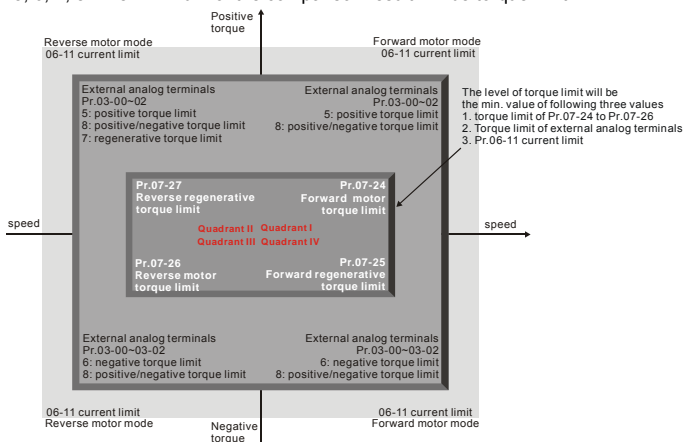 Positive
torque
Reverse motor mode
06-11 current limit
Forward motor mode
06-11 current limit
External analog terminals
Pr.03-00~02
5: positive torque limit
8: positive/negative torque limit
7: regenerative torque limit
External analog terminals
Pr.03-00~02
5: positive torque limit
8: positive/negative torque limit
The level of torque limit will be
the min. value of following three values
1. torque limit of Pr.07-24 to Pr.07-26
2. Torque limit of external analog terminals
3. Pr.06-11 current limit
Pr.07-27
Reverse regenerative
torque limit
Pr.07-24
Forward motor
torque limit
speed
Quadrant II
Quadrant I
Quadrant III
Quadrant IV
speed
Pr.07-26
Reverse motor
torque limit
Pr.07-25
Forward regenerative
torque limit
External analog terminals
Pr.03-00~03-02
6: negative torque limit
8: positive/negative torque limit
External analog terminals
Pr.03-00~03-02
6: negative torque limit
8: positive/negative torque limit
06-11 current limit
Reverse motor mode
06-11 current limit
Forward motor mode
Negative
torque